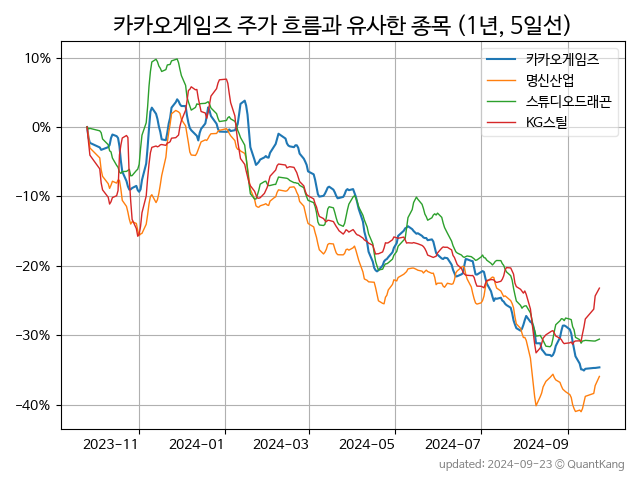 카카오게임즈 주가 흐름과 유사한 종목 (1년, 5일선)
카카오게임즈
명신산업
스튜디오드래곤
KG스틸
10%
0%
−10%
−20%
−30%
−40%
2023-11 2024-01 2024-03 2024-05 2024-07 2024-09
updated: 2024-09-23 © QuantKang